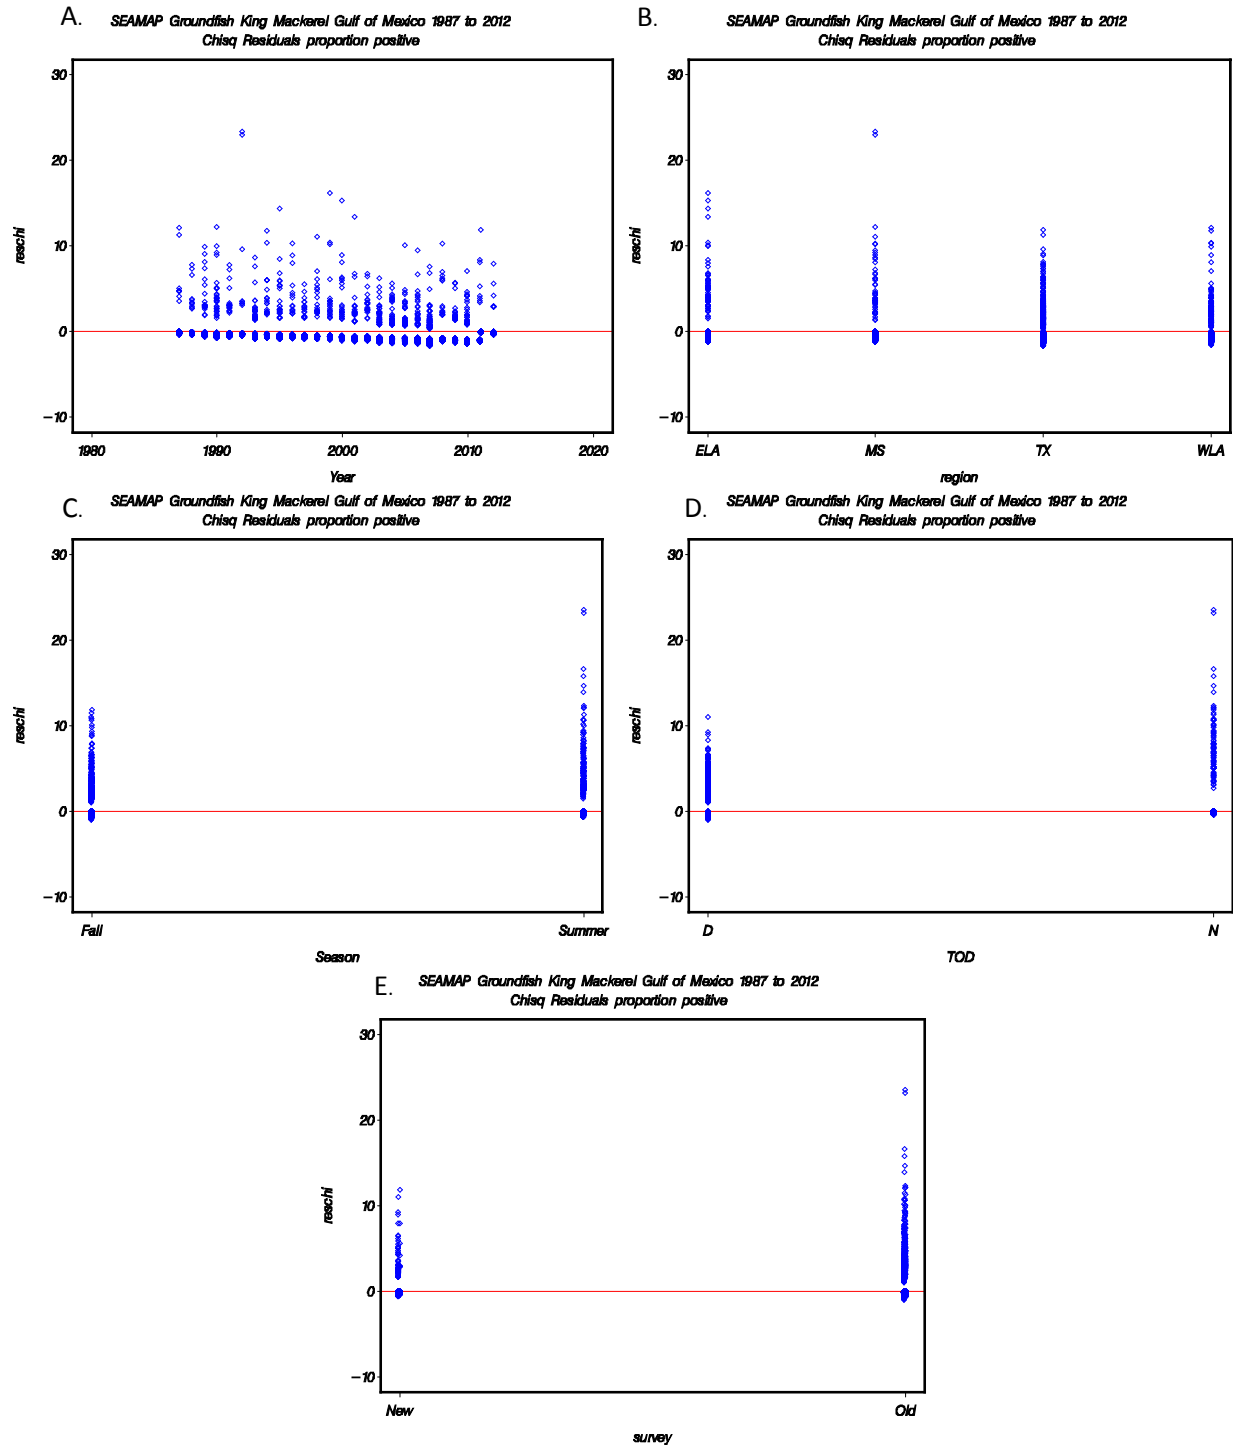 A. SEAMAP Groundfish King Mackerel Gulf of Mexico 1987 to 2012
Chisq Residuals proportion positive
30
20
10
0
−10
reschi
1980 1990 2000 2010 2020
Year
B. SEAMAP Groundfish King Mackerel Gulf of Mexico 1987 to 2012
Chisq Residuals proportion positive
30
20
10
0
−10
reschi
ELA MS TX WLA
region
C. SEAMAP Groundfish King Mackerel Gulf of Mexico 1987 to 2012
Chisq Residuals proportion positive
30
20
10
0
−10
reschi
Fall Summer
Season
D. SEAMAP Groundfish King Mackerel Gulf of Mexico 1987 to 2012
Chisq Residuals proportion positive
30
20
10
0
−10
reschi
D N
TOD
E. SEAMAP Groundfish King Mackerel Gulf of Mexico 1987 to 2012
Chisq Residuals proportion positive
30
20
10
0
−10
reschi
New Old
survey